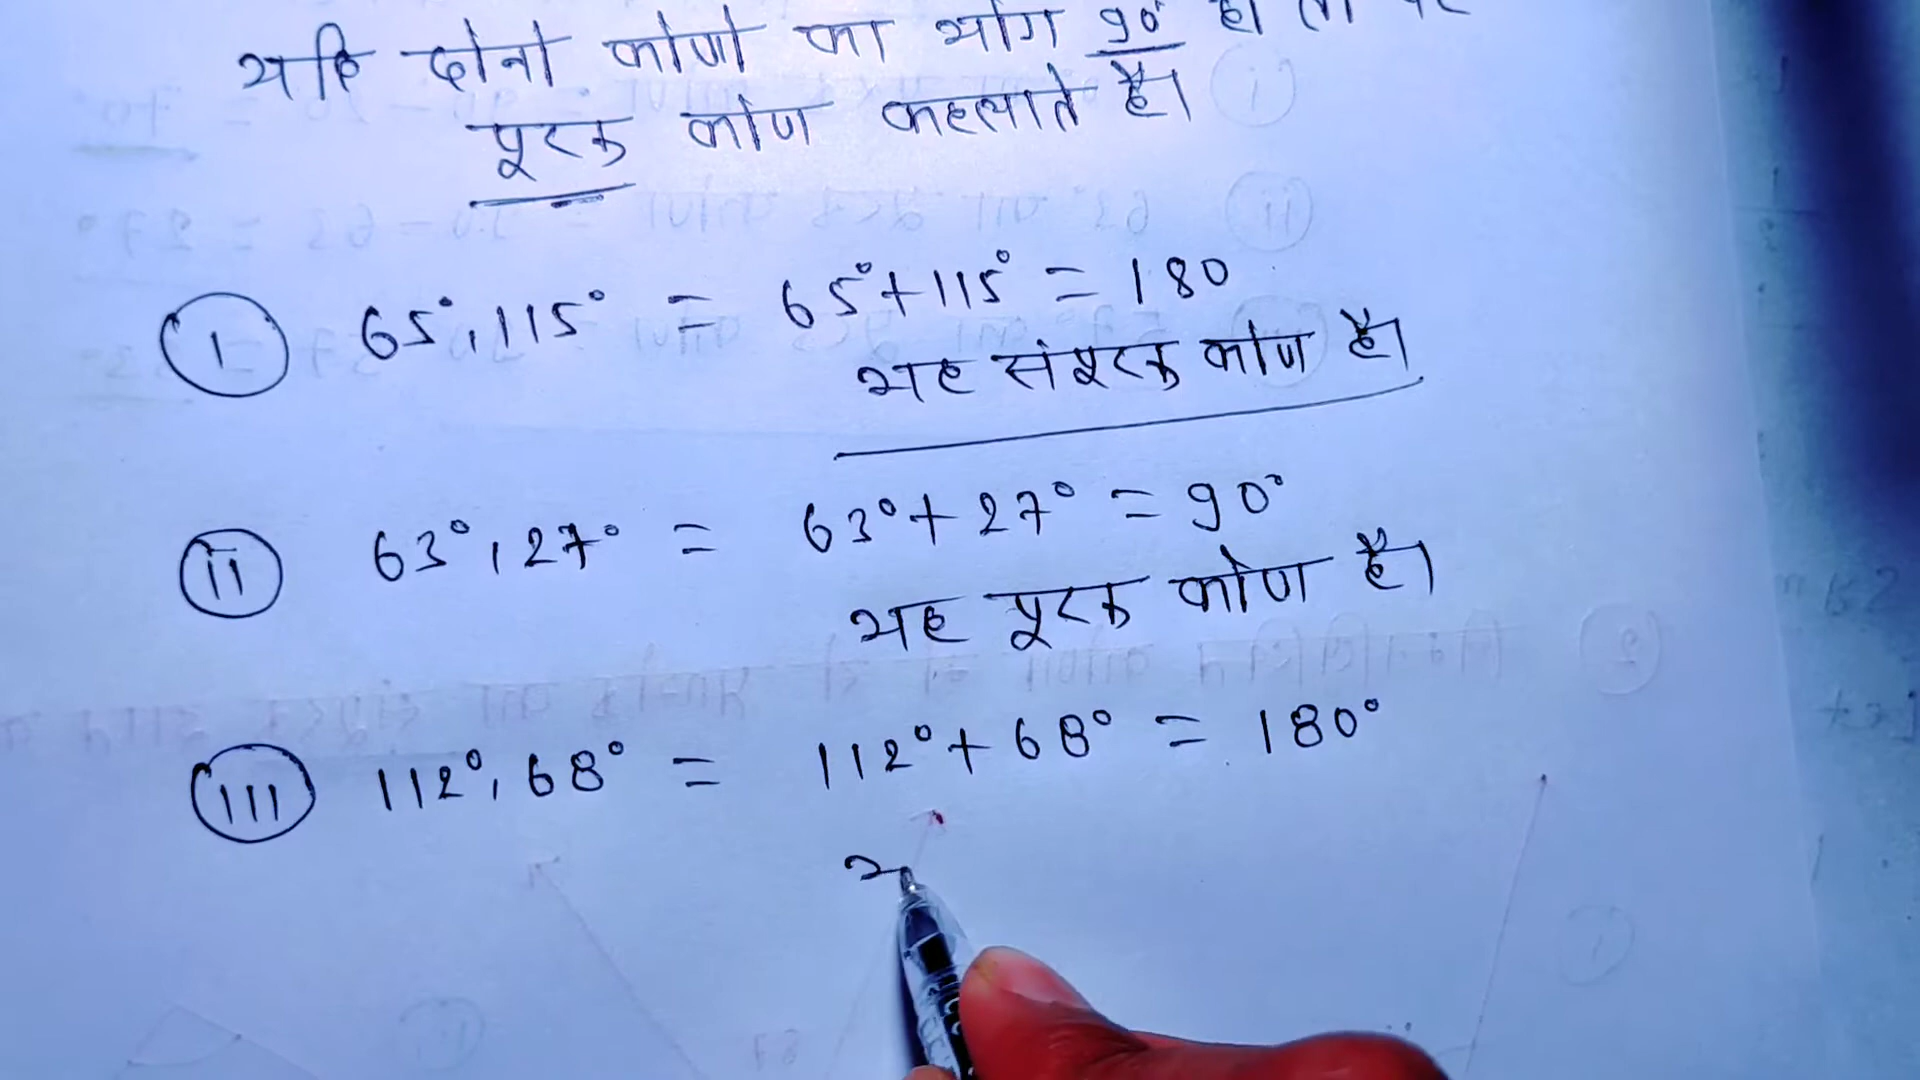 यदि दोनो कोणो का योग 90° हो तो
पूरक कोण कहलाते है।
(i) 65°, 115° = 65° + 115° = 180
यह संपूरक कोण है।
(ii) 63°, 27° = 63° + 27° = 90°
यह पूरक कोण है।
(iii) 112°, 68° = 112° + 68° = 180°